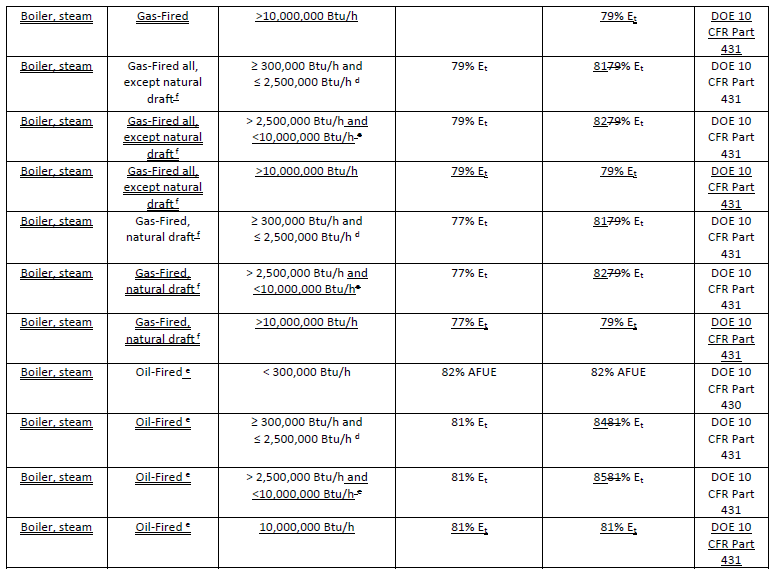 Boiler, steam Gas-Fired >10,000,000 Btu/h 79% Et DOE 10
CFR Part
431
Boiler, steam Gas-Fired all, ≥ 300,000 Btu/h and 79% Et 8179% Et DOE 10
except natural ≤ 2,500,000 Btu/h d CFR Part
draft f 431
Boiler, steam Gas-Fired all, > 2,500,000 Btu/h and 79% Et 8279% Et DOE 10
except natural <10,000,000 Btu/h e CFR Part
draft f 431
Boiler, steam Gas-Fired all, >10,000,000 Btu/h 79% Et 79% Et DOE 10
except natural CFR Part
draft f 431
Boiler, steam Gas-Fired, ≥ 300,000 Btu/h and 77% Et 8179% Et DOE 10
natural draft f ≤ 2,500,000 Btu/h d CFR Part
431
Boiler, steam Gas-Fired, > 2,500,000 Btu/h and 77% Et 8279% Et DOE 10
natural draft f <10,000,000 Btu/h e CFR Part
431
Boiler, steam Gas-Fired, >10,000,000 Btu/h 77% Et 79% Et DOE 10
natural draft f CFR Part
431
Boiler, steam Oil-Fired e < 300,000 Btu/h 82% AFUE 82% AFUE DOE 10
CFR Part
430
Boiler, steam Oil-Fired e ≥ 300,000 Btu/h and 81% Et 8481% Et DOE 10
≤ 2,500,000 Btu/h d CFR Part
431
Boiler, steam Oil-Fired e > 2,500,000 Btu/h and 81% Et 8581% Et DOE 10
<10,000,000 Btu/h e CFR Part
431
Boiler, steam Oil-Fired e 10,000,000 Btu/h 81% Et 81% Et DOE 10
CFR Part
431